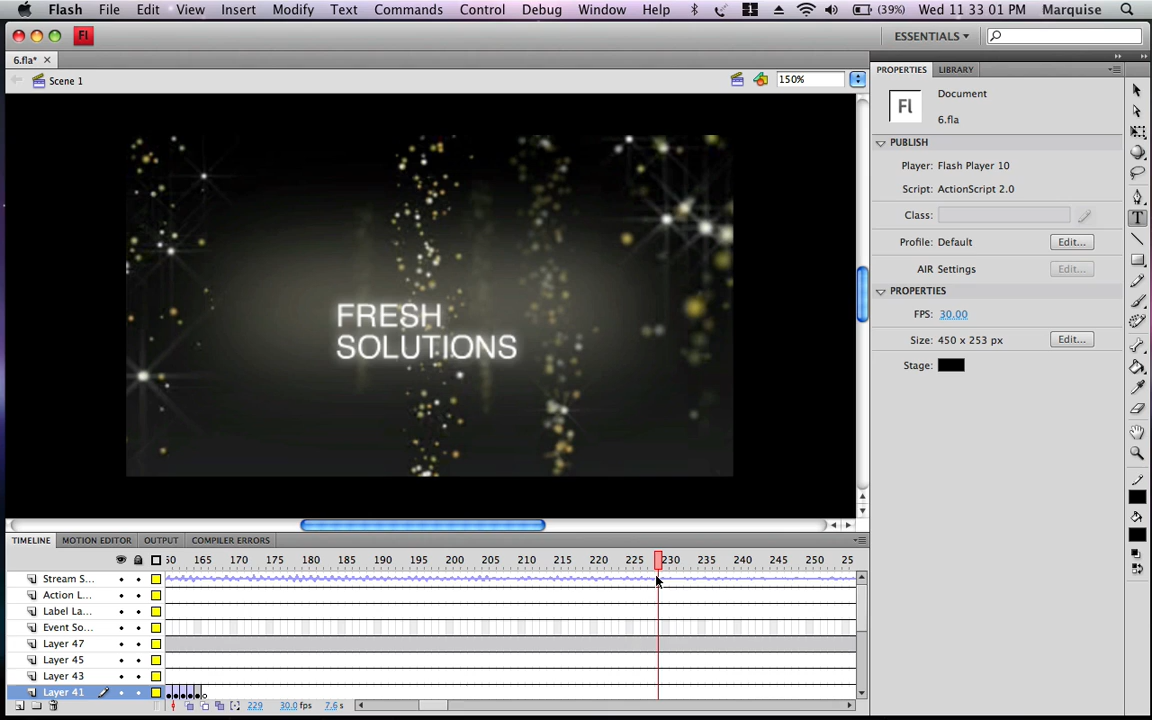 Flash File Edit View Insert Modify Text Commands Control Debug Window Help (39%) Wed 11 33 01 PM Marquise
Fl ESSENTIALS
6.fla*
Scene 1 150%
PROPERTIES LIBRARY
Fl Document
6.fla
PUBLISH
Player: Flash Player 10
Script: ActionScript 2.0
Class:
Profile: Default Edit...
AIR Settings Edit...
PROPERTIES
FPS: 30.00
Size: 450 x 253 px Edit...
Stage:
FRESH
SOLUTIONS
TIMELINE MOTION EDITOR OUTPUT COMPILER ERRORS
60 165 170 175 180 185 190 195 200 205 210 215 220 225 230 235 240 245 250 25
Stream S...
Action L...
Label La...
Event So...
Layer 47
Layer 45
Layer 43
Layer 41
229 30.0 fps 7.6 s